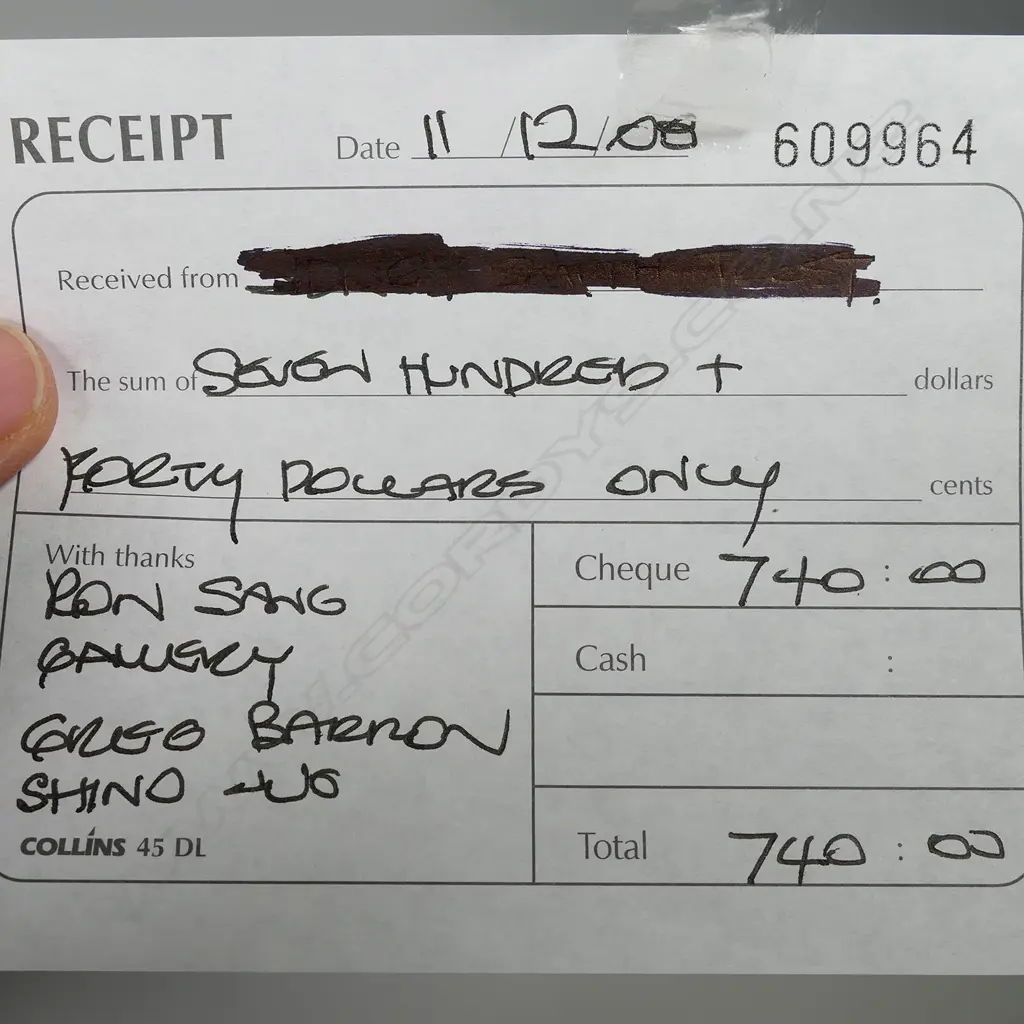 RECEIPT Date 11/12/08 609964
Received from
The sum of SEVEN HUNDRED + dollars
FORTY DOLLARS ONLY cents
With thanks
RON SANG
GALLERY
GREG BARRON
SHINO JUG
COLLINS 45 DL
Cheque 740:00
Cash :
Total 740:00